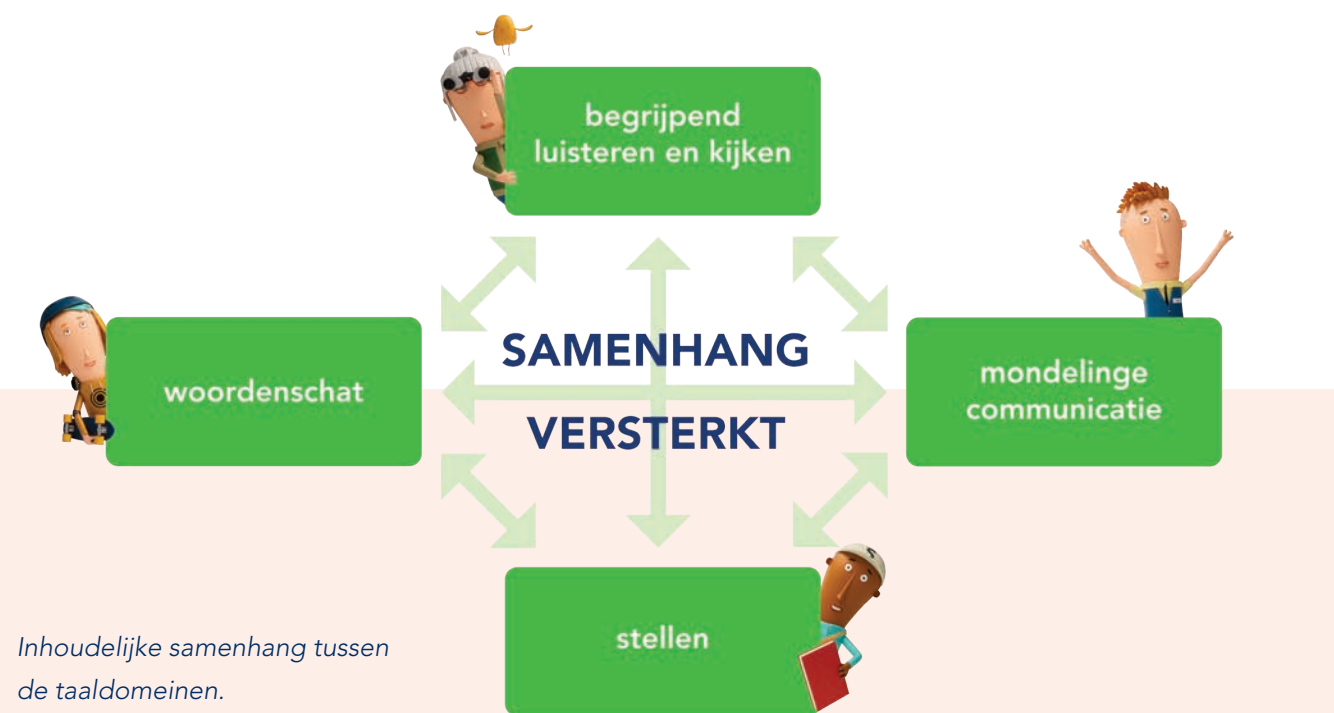 begrijpend
luisteren en kijken
SAMENHANG
woordenschat
mondelinge
communicatie
VERSTERKT
stellen
Inhoudelijke samenhang tussen
de taaldomeinen.